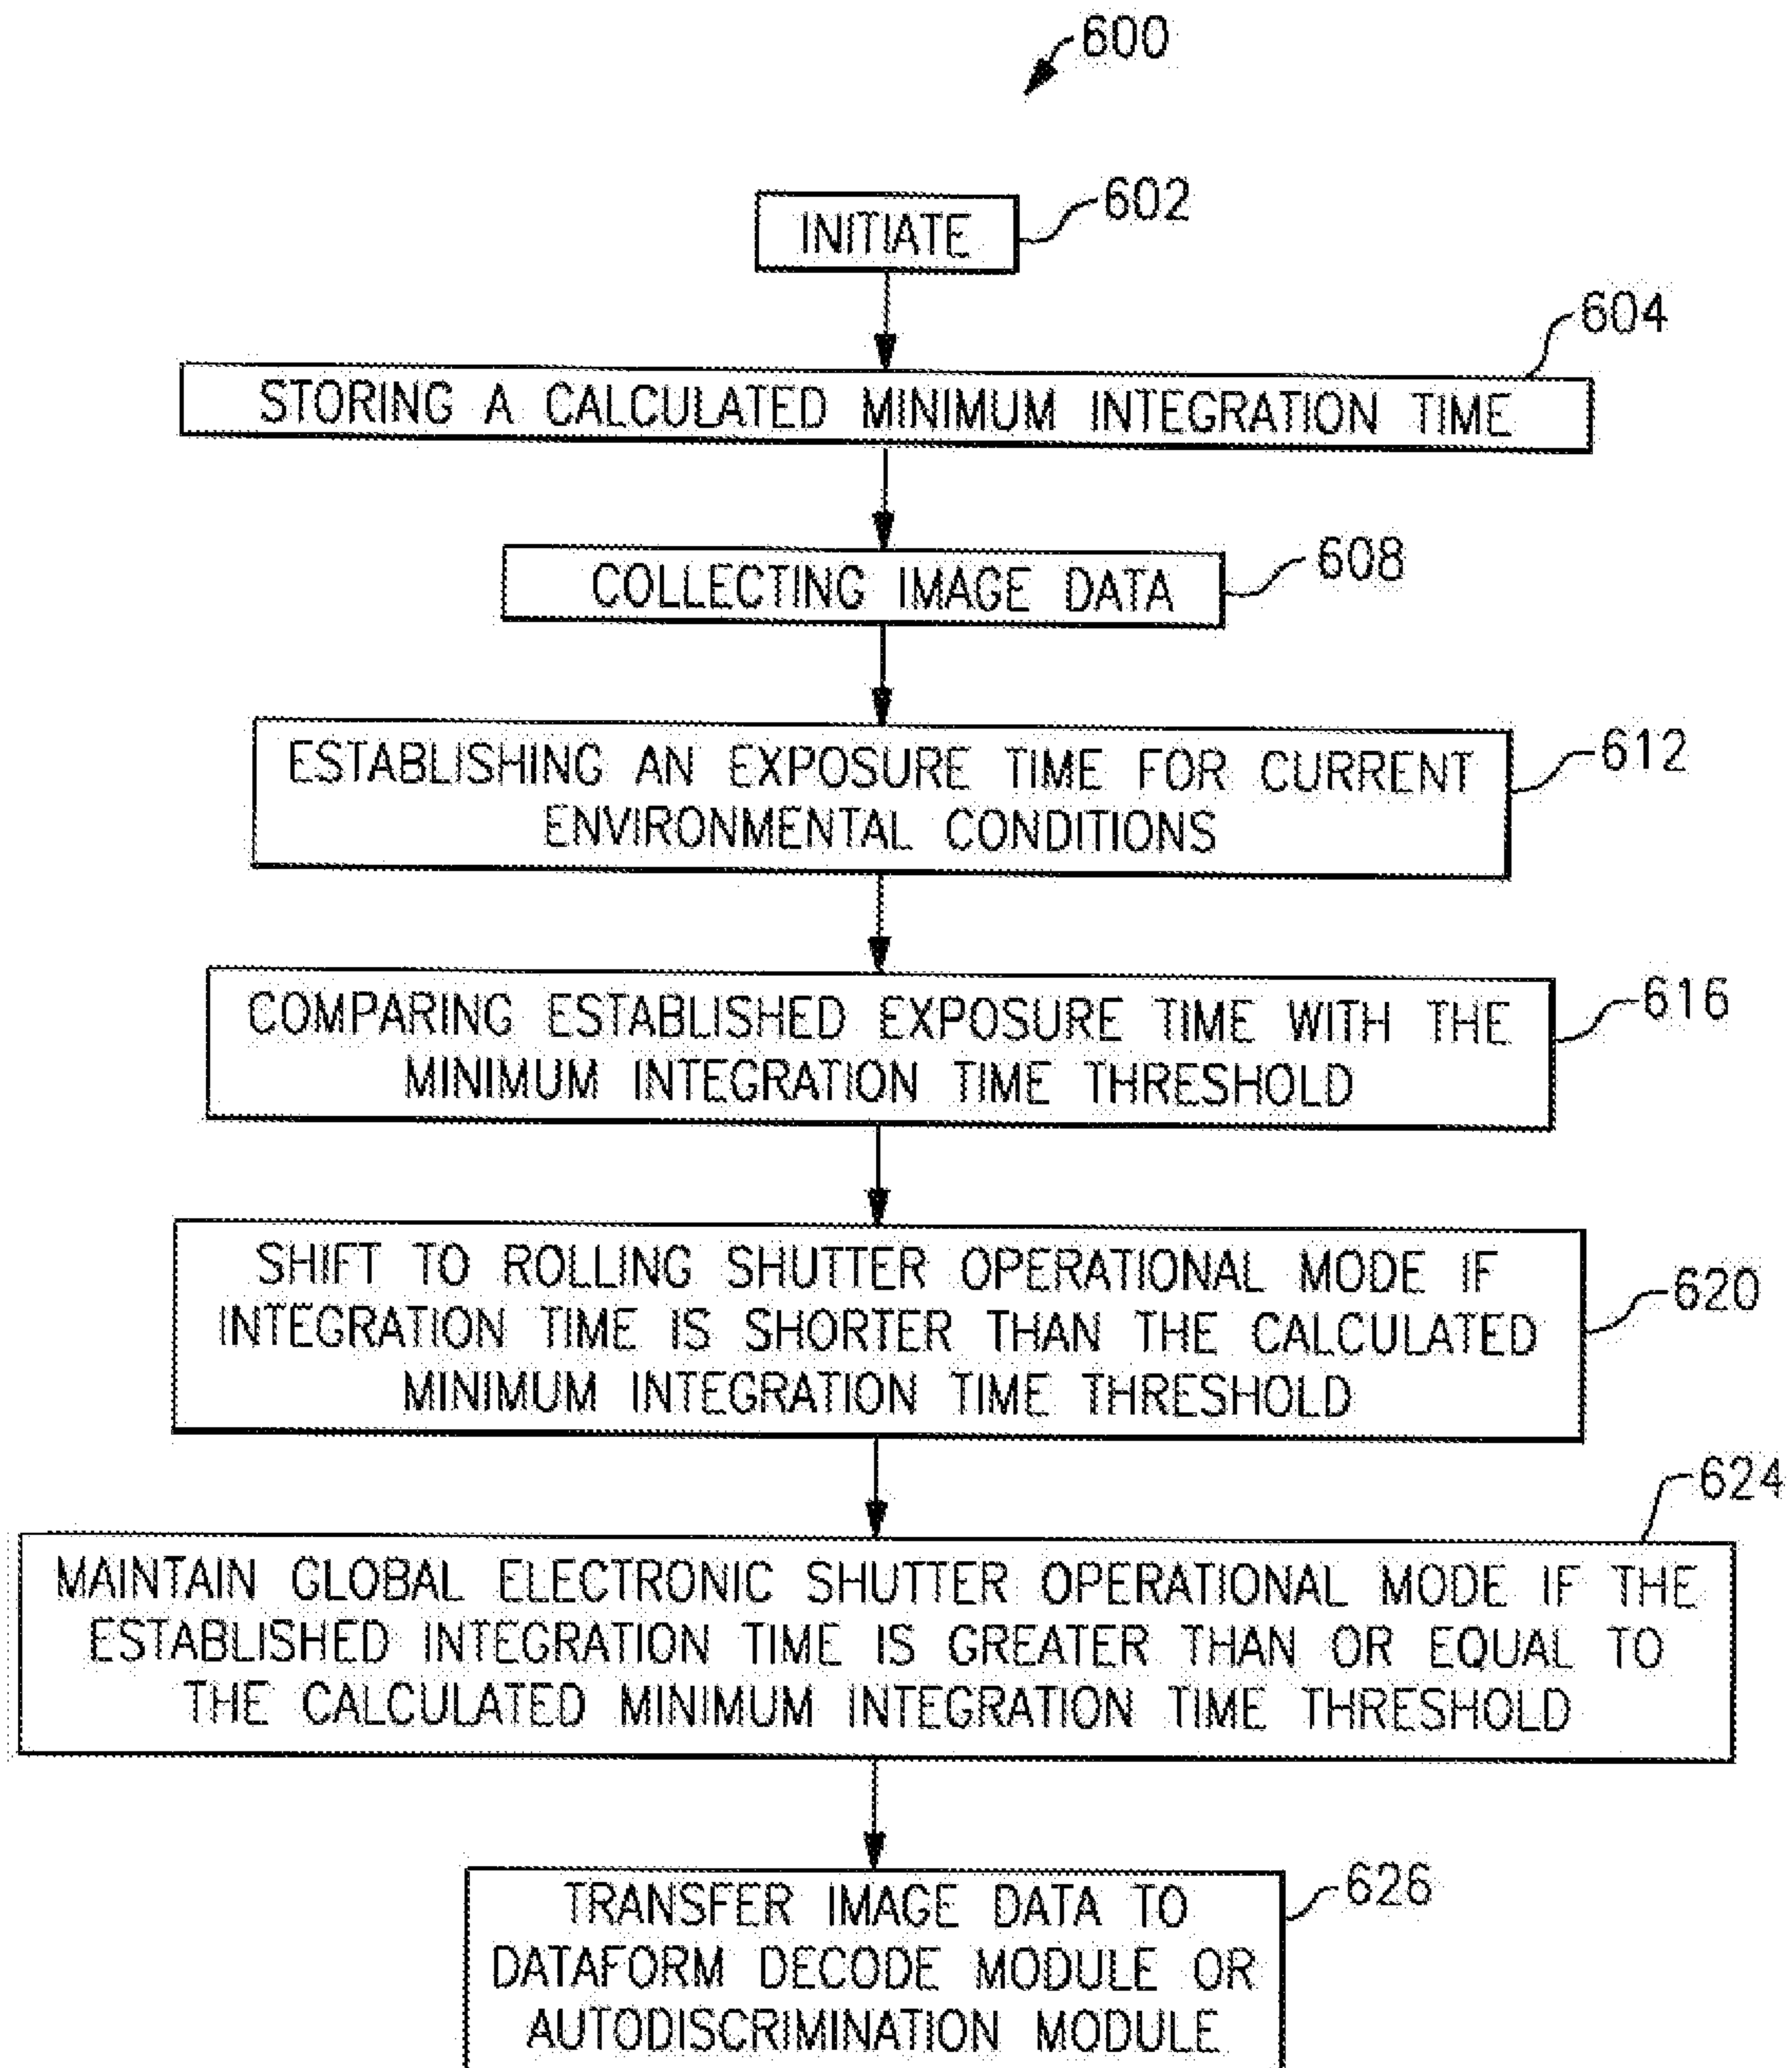 600
INITIATE
602
604
STORING A CALCULATED MINIMUM INTEGRATION TIME
COLLECTING IMAGE DATA
608
ESTABLISHING AN EXPOSURE TIME FOR CURRENT
ENVIRONMENTAL CONDITIONS
612
COMPARING ESTABLISHED EXPOSURE TIME WITH THE
MINIMUM INTEGRATION TIME THRESHOLD
616
SHIFT TO ROLLING SHUTTER OPERATIONAL MODE IF
INTEGRATION TIME IS SHORTER THAN THE CALCULATED
MINIMUM INTEGRATION TIME THRESHOLD
620
624
MAINTAIN GLOBAL ELECTRONIC SHUTTER OPERATIONAL MODE IF THE
ESTABLISHED INTEGRATION TIME IS GREATER THAN OR EQUAL TO
THE CALCULATED MINIMUM INTEGRATION TIME THRESHOLD
TRANSFER IMAGE DATA TO
DATAFORM DECODE MODULE OR
AUTODISCRIMINATION MODULE
626